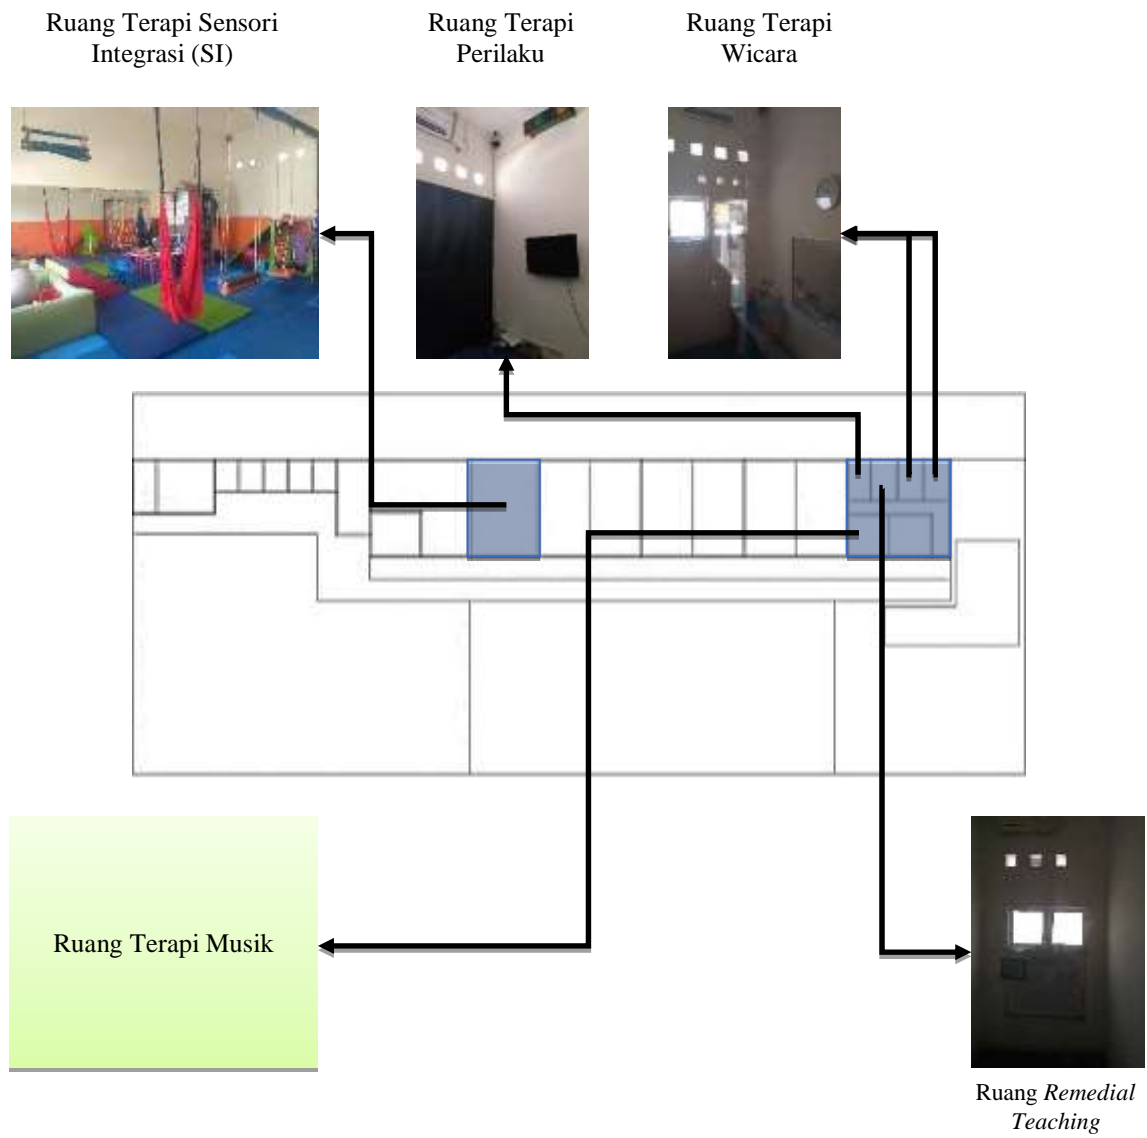 Ruang Terapi Sensori
Integrasi (SI)
Ruang Terapi
Perilaku
Ruang Terapi
Wicara
Ruang Terapi Musik
Ruang Remedial
Teaching